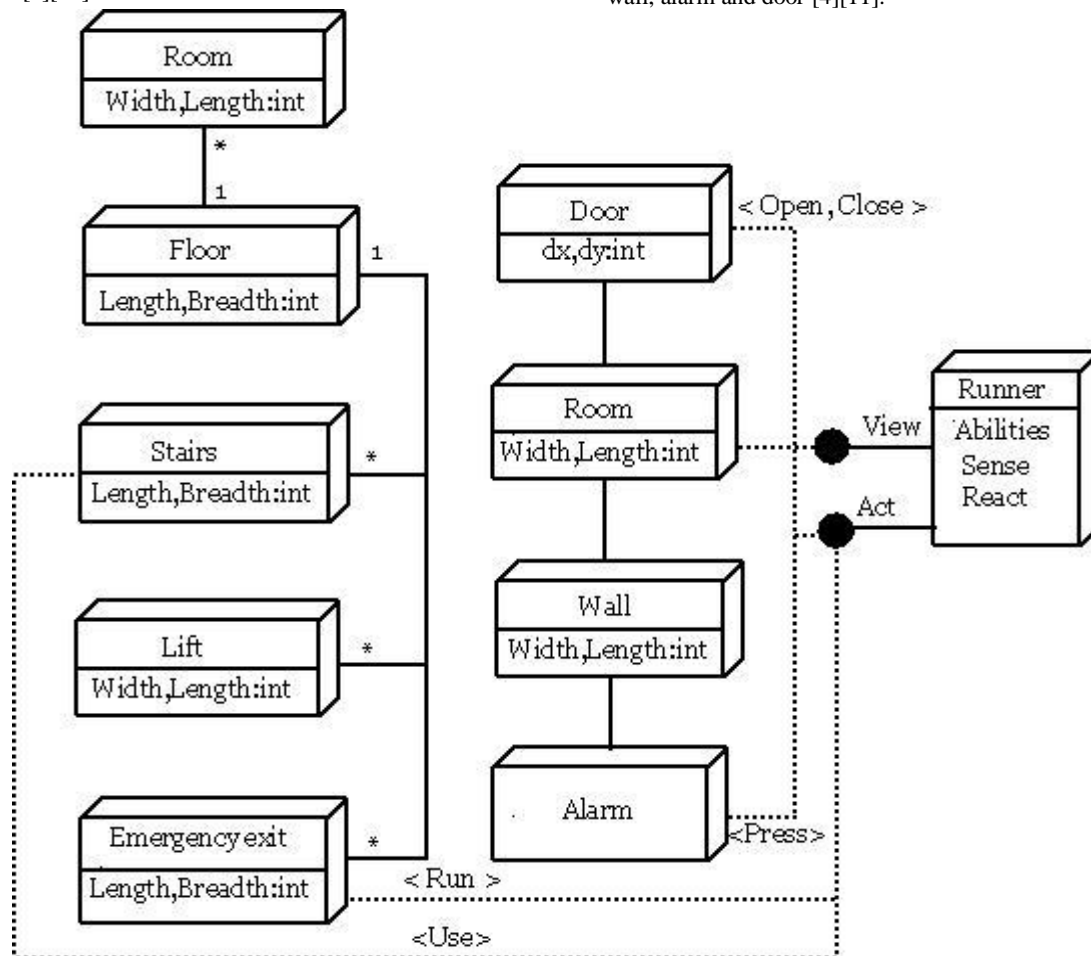 wall, alarm and door [4][11].
Room
Width,Length:int
*
1
Floor
1
Length,Breadth:int
Stairs
*
Length,Breadth:int
Lift
*
Width,Length:int
Emergency exit
*
Length,Breadth:int
< Run >
<Use>
Door
< Open,Close >
dx,dy:int
Room
Width,Length:int
Wall
Width,Length:int
Alarm
<Press>
View
Act
Runner
Abilities
Sense
React